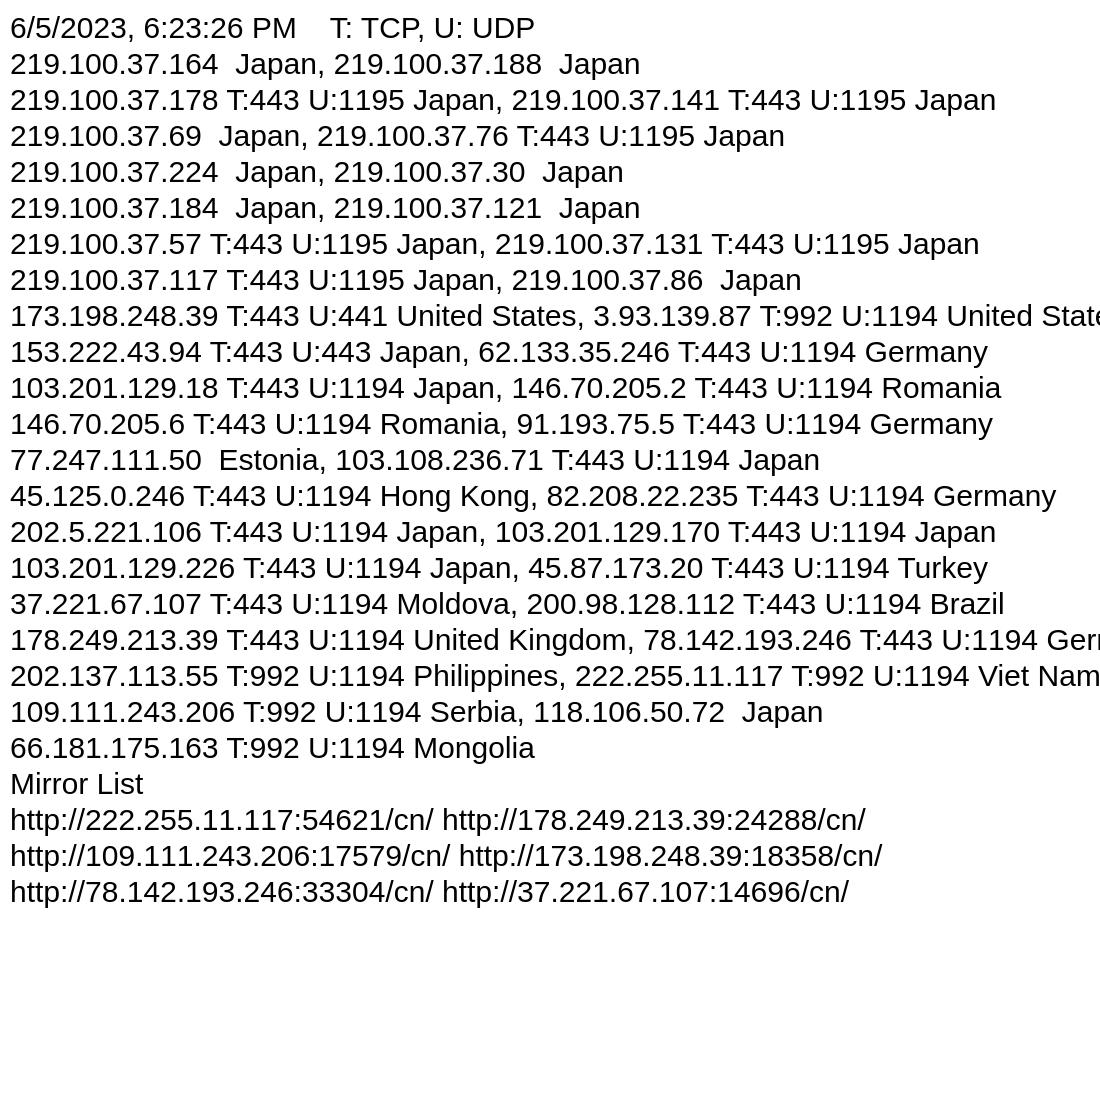 6/5/2023, 6:23:26 PM    T: TCP, U: UDP
219.100.37.164  Japan, 219.100.37.188  Japan
219.100.37.178 T:443 U:1195 Japan, 219.100.37.141 T:443 U:1195 Japan
219.100.37.69  Japan, 219.100.37.76 T:443 U:1195 Japan
219.100.37.224  Japan, 219.100.37.30  Japan
219.100.37.184  Japan, 219.100.37.121  Japan
219.100.37.57 T:443 U:1195 Japan, 219.100.37.131 T:443 U:1195 Japan
219.100.37.117 T:443 U:1195 Japan, 219.100.37.86  Japan
173.198.248.39 T:443 U:441 United States, 3.93.139.87 T:992 U:1194 United State
153.222.43.94 T:443 U:443 Japan, 62.133.35.246 T:443 U:1194 Germany
103.201.129.18 T:443 U:1194 Japan, 146.70.205.2 T:443 U:1194 Romania
146.70.205.6 T:443 U:1194 Romania, 91.193.75.5 T:443 U:1194 Germany
77.247.111.50  Estonia, 103.108.236.71 T:443 U:1194 Japan
45.125.0.246 T:443 U:1194 Hong Kong, 82.208.22.235 T:443 U:1194 Germany
202.5.221.106 T:443 U:1194 Japan, 103.201.129.170 T:443 U:1194 Japan
103.201.129.226 T:443 U:1194 Japan, 45.87.173.20 T:443 U:1194 Turkey
37.221.67.107 T:443 U:1194 Moldova, 200.98.128.112 T:443 U:1194 Brazil
178.249.213.39 T:443 U:1194 United Kingdom, 78.142.193.246 T:443 U:1194 Ger
202.137.113.55 T:992 U:1194 Philippines, 222.255.11.117 T:992 U:1194 Viet Nam
109.111.243.206 T:992 U:1194 Serbia, 118.106.50.72  Japan
66.181.175.163 T:992 U:1194 Mongolia
Mirror List
http://222.255.11.117:54621/cn/ http://178.249.213.39:24288/cn/
http://109.111.243.206:17579/cn/ http://173.198.248.39:18358/cn/
http://78.142.193.246:33304/cn/ http://37.221.67.107:14696/cn/